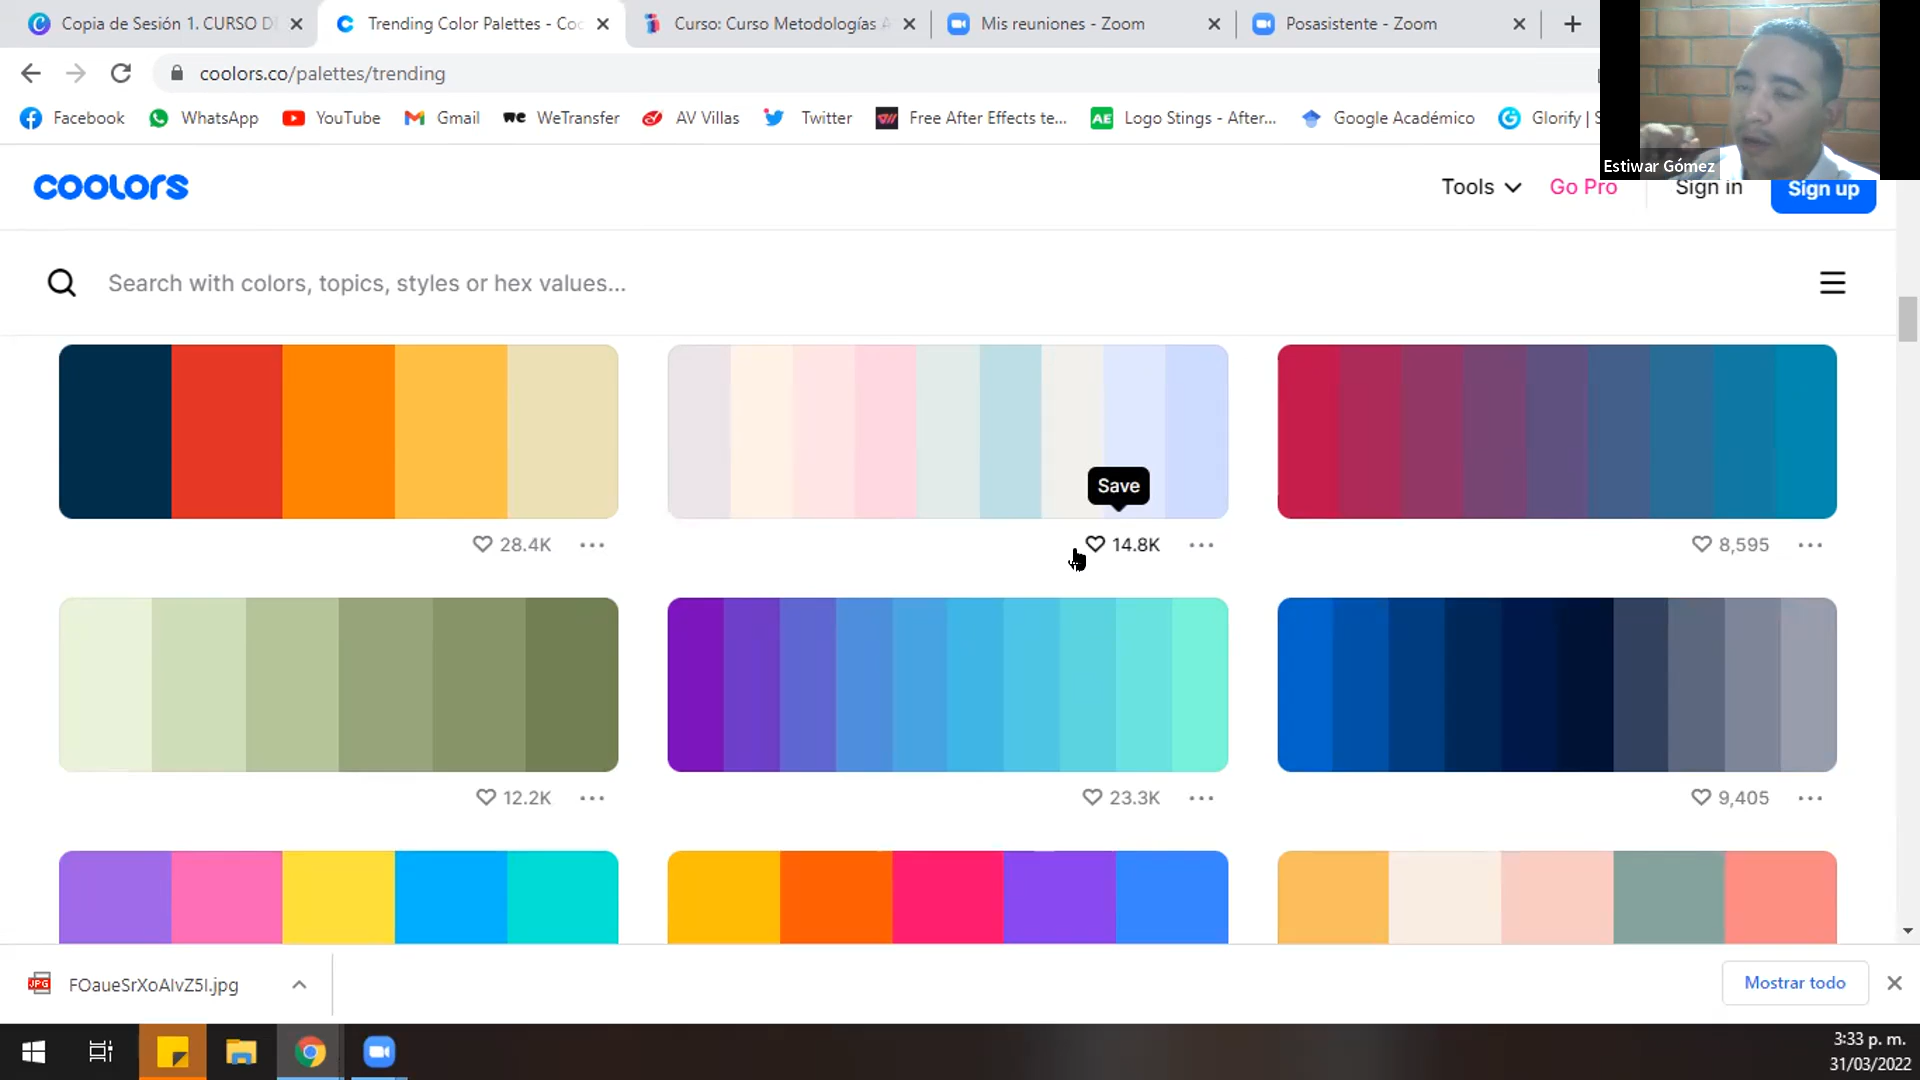 Copia de Sesión 1. CURSO DI
Trending Color Palettes - Coo
Curso: Curso Metodologías A
Mis reuniones - Zoom
Posasistente - Zoom
coolors.co/palettes/trending
Facebook
WhatsApp
YouTube
Gmail
WeTransfer
AV Villas
Twitter
Free After Effects te...
Logo Stings - After...
Google Académico
Glorify | S
Estiwar Gómez
coolors
Tools
Go Pro
Sign in
Sign up
Search with colors, topics, styles or hex values...
Save
28.4K
14.8K
8,595
12.2K
23.3K
9,405
JPG
FOaueSrXoAIvZ5I.jpg
Mostrar todo
3:33 p. m.
31/03/2022